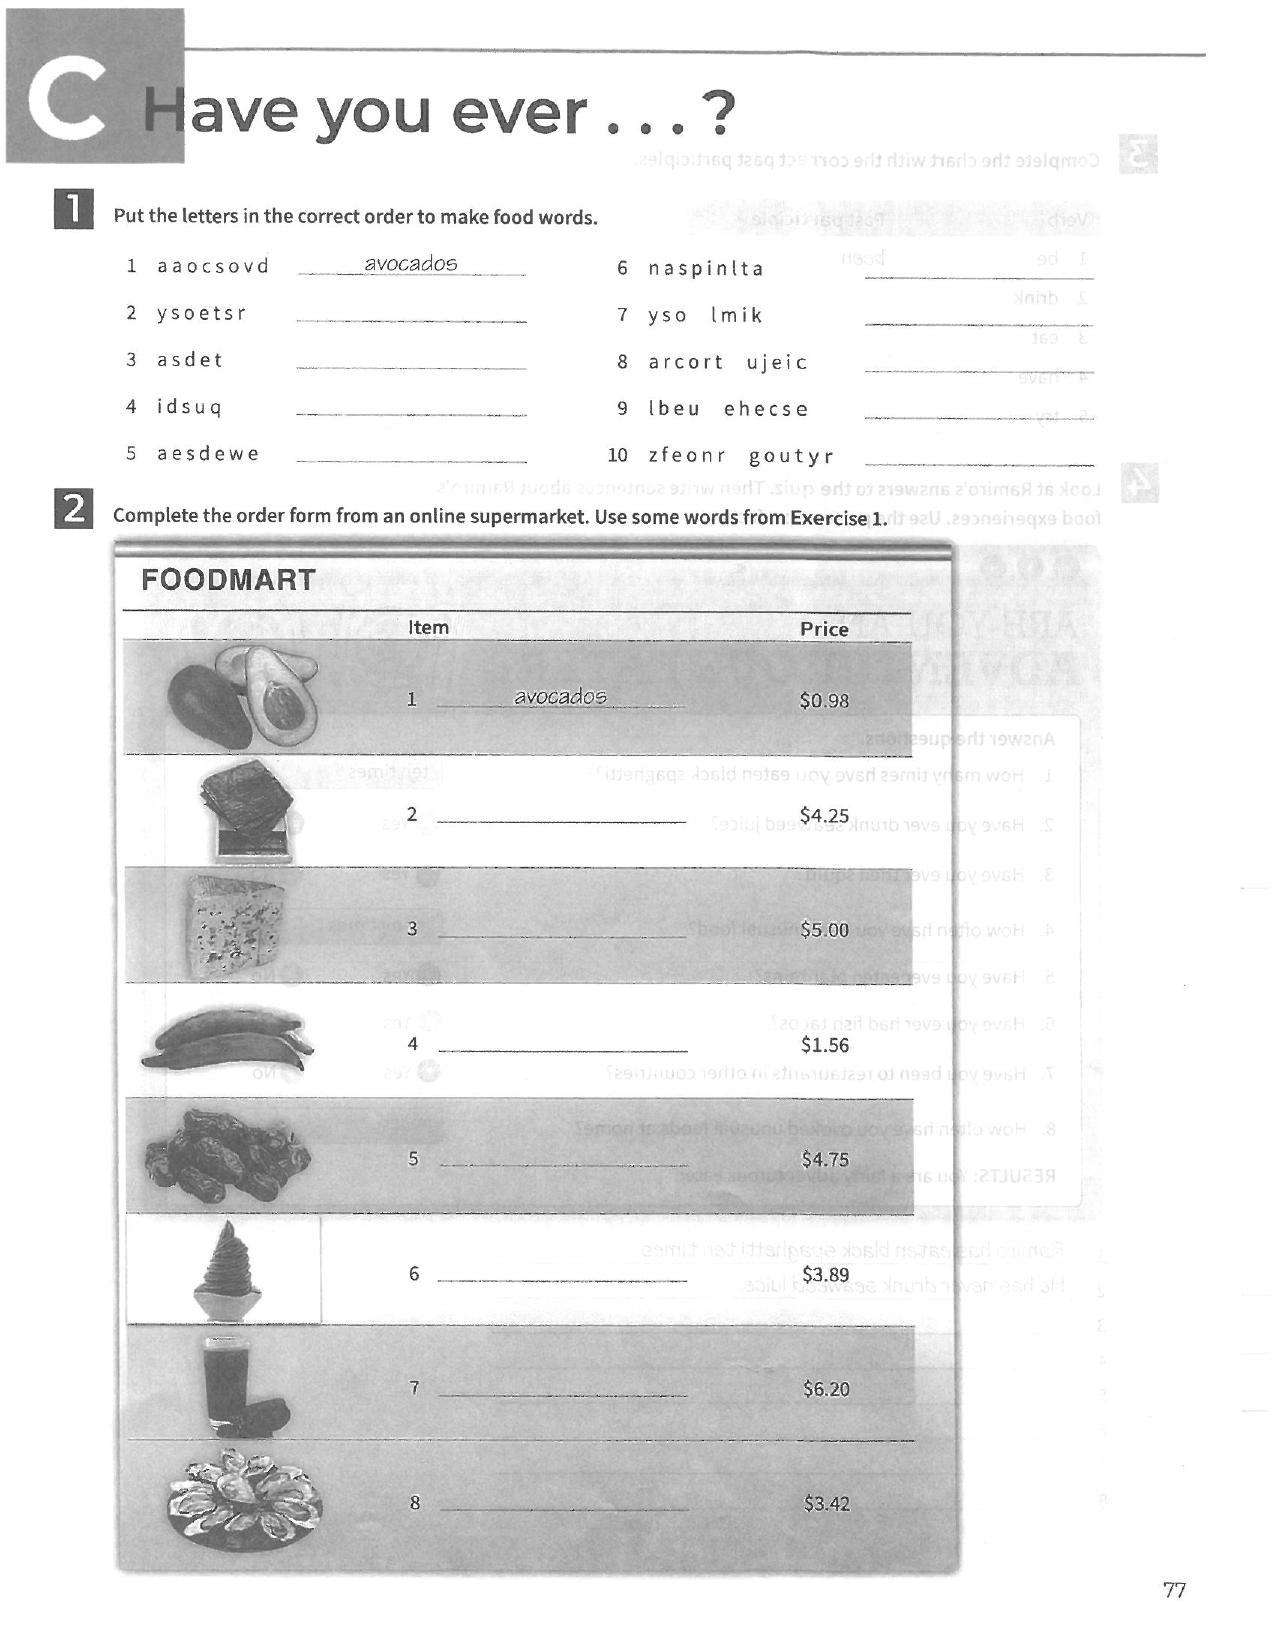 C Have you ever . . . ?
1 Put the letters in the correct order to make food words.
1 aaocsovd avocados
2 ysoetsr
3 asdet
4 idsuq
5 aesdewe
6 naspinlta
7 yso lmik
8 arcort ujeic
9 lbeu ehecse
10 zfeonr goutyr
2 Complete the order form from an online supermarket. Use some words from Exercise 1.
FOODMART
Item Price
1 avocados $0.98
2 $4.25
3 $5.00
4 $1.56
5 $4.75
6 $3.89
7 $6.20
8 $3.42
77